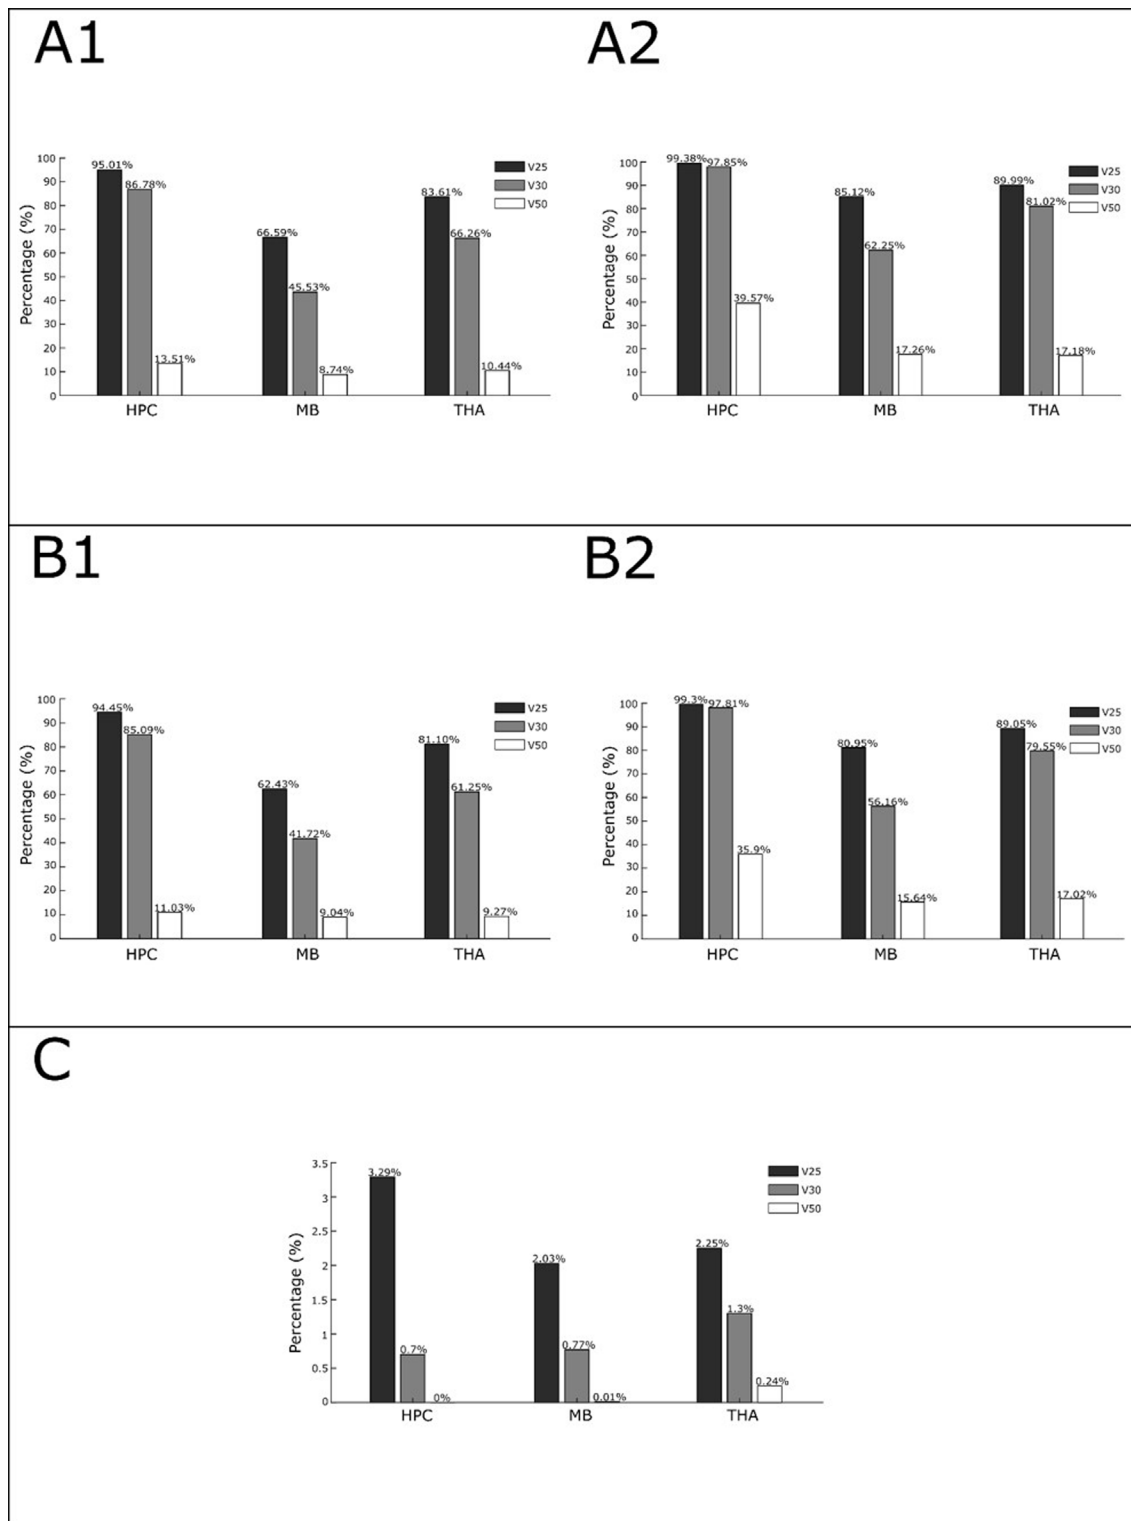 A1
A2
Percentage (%)
100
90
80
70
60
50
40
30
20
10
0
95.01%
86.78%
13.51%
66.59%
45.53%
8.74%
83.61%
66.26%
10.44%
V25
V30
V50
HPC
MB
THA
Percentage (%)
100
90
80
70
60
50
40
30
20
10
0
99.38%
97.85%
39.57%
85.12%
62.25%
17.26%
89.99%
81.02%
17.18%
V25
V30
V50
HPC
MB
THA
B1
B2
Percentage (%)
100
90
80
70
60
50
40
30
20
10
0
94.45%
85.09%
11.03%
62.43%
41.72%
9.04%
81.10%
61.25%
9.27%
V25
V30
V50
HPC
MB
THA
Percentage (%)
100
90
80
70
60
50
40
30
20
10
0
99.3%
97.81%
35.9%
80.95%
56.16%
15.64%
89.05%
79.55%
17.02%
V25
V30
V50
HPC
MB
THA
C
Percentage (%)
3.5
3
2.5
2
1.5
1
0.5
0
3.29%
0.7%
0%
2.03%
0.77%
0.01%
2.25%
1.3%
0.24%
V25
V30
V50
HPC
MB
THA